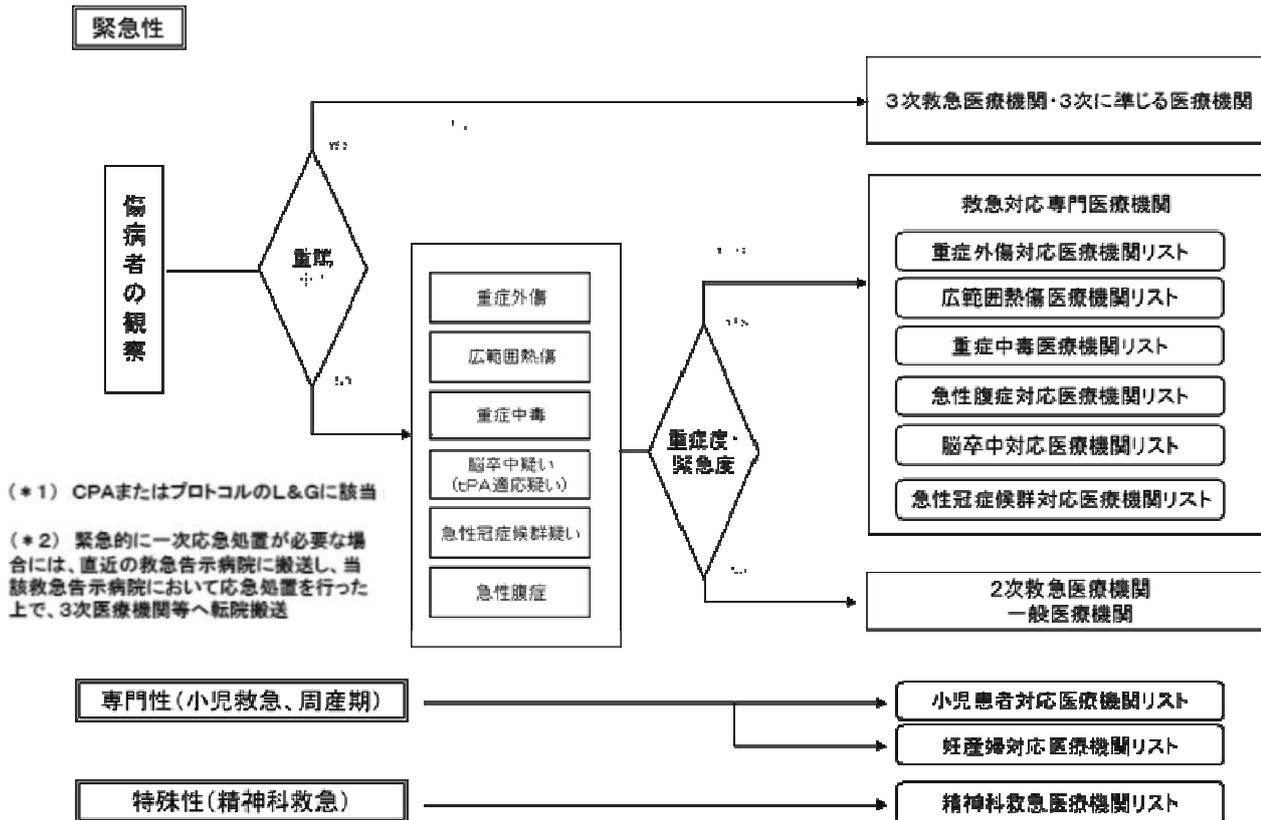 緊急性
3次救急医療機関・3次に準じる医療機関
傷病者の観察
重篤
救急対応専門医療機関
重症外傷対応医療機関リスト
広範囲熱傷医療機関リスト
重症中毒医療機関リスト
急性腹症対応医療機関リスト
脳卒中対応医療機関リスト
急性冠症候群対応医療機関リスト
重症外傷
広範囲熱傷
重症中毒
脳卒中疑い
(tPA適応疑い)
急性冠症候群疑い
急性腹症
重症度・
緊急度
(*1) CPAまたはプロトコルのL&Gに該当
(*2) 緊急的に一次応急処置が必要な場
合には、直近の救急告示病院に搬送し、当
該救急告示病院において応急処置を行った
上で、3次医療機関等へ転院搬送
2次救急医療機関
一般医療機関
専門性(小児救急、周産期)
小児患者対応医療機関リスト
妊産婦対応医療機関リスト
特殊性(精神科救急)
精神科救急医療機関リスト